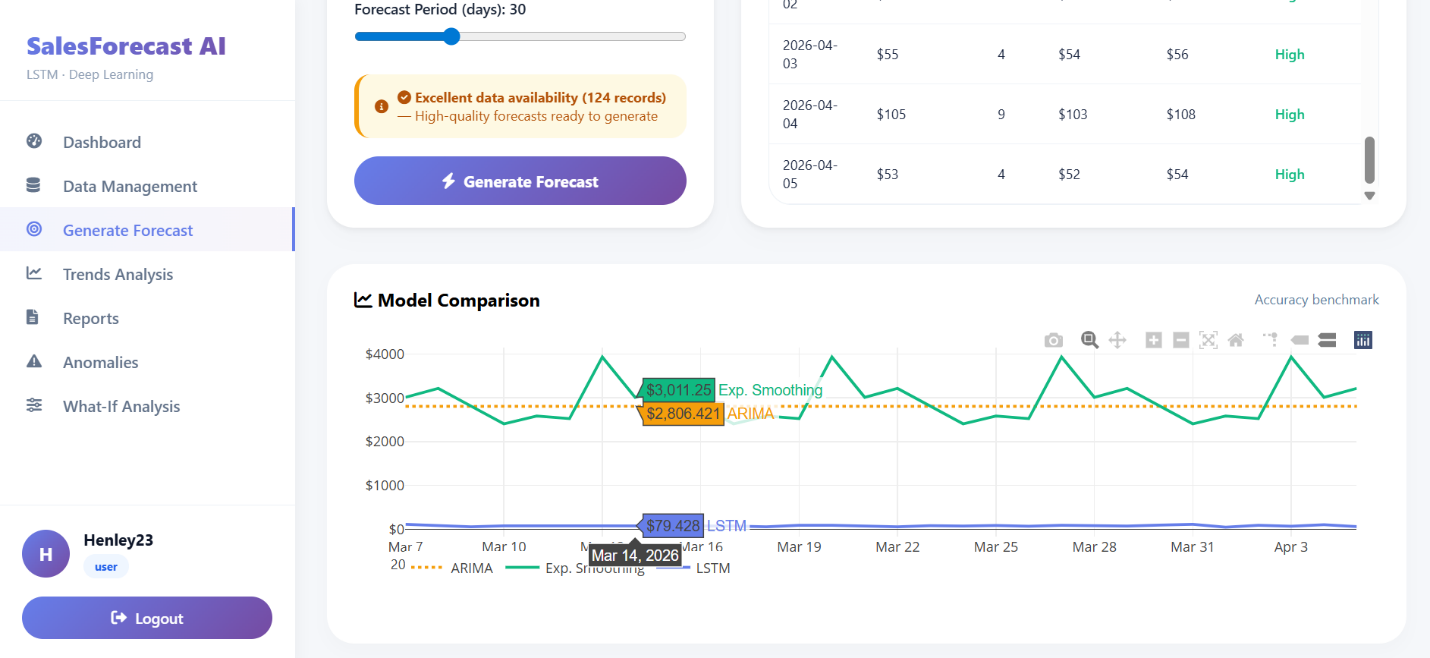 SalesForecast AI
LSTM · Deep Learning
Dashboard
Data Management
Generate Forecast
Trends Analysis
Reports
Anomalies
What-If Analysis
H
Henley23
user
Logout
Forecast Period (days): 30
Excellent data availability (124 records)
— High-quality forecasts ready to generate
Generate Forecast
02
2026-04-
03
$55
4
$54
$56
High
2026-04-
04
$105
9
$103
$108
High
2026-04-
05
$53
4
$52
$54
High
Model Comparison
Accuracy benchmark
$4000
$3000
$2000
$1000
$0
$3,011.25 Exp. Smoothing
$2,806.421 ARIMA
$79.428 LSTM
Mar 7
20
Mar 10
Mar 14, 2026
Mar 16
Mar 19
Mar 22
Mar 25
Mar 28
Mar 31
Apr 3
ARIMA
Exp. Smoothing
LSTM